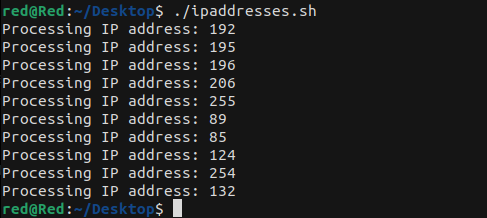 red@Red:~/Desktop$ ./ipaddresses.sh
Processing IP address: 192
Processing IP address: 195
Processing IP address: 196
Processing IP address: 206
Processing IP address: 255
Processing IP address: 89
Processing IP address: 85
Processing IP address: 124
Processing IP address: 254
Processing IP address: 132
red@Red:~/Desktop$